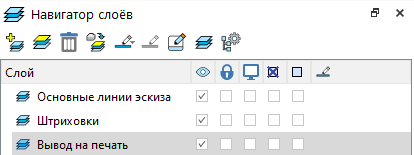 Навигатор слоёв
Слой
Основные линии эскиза
Штриховки
Вывод на печать